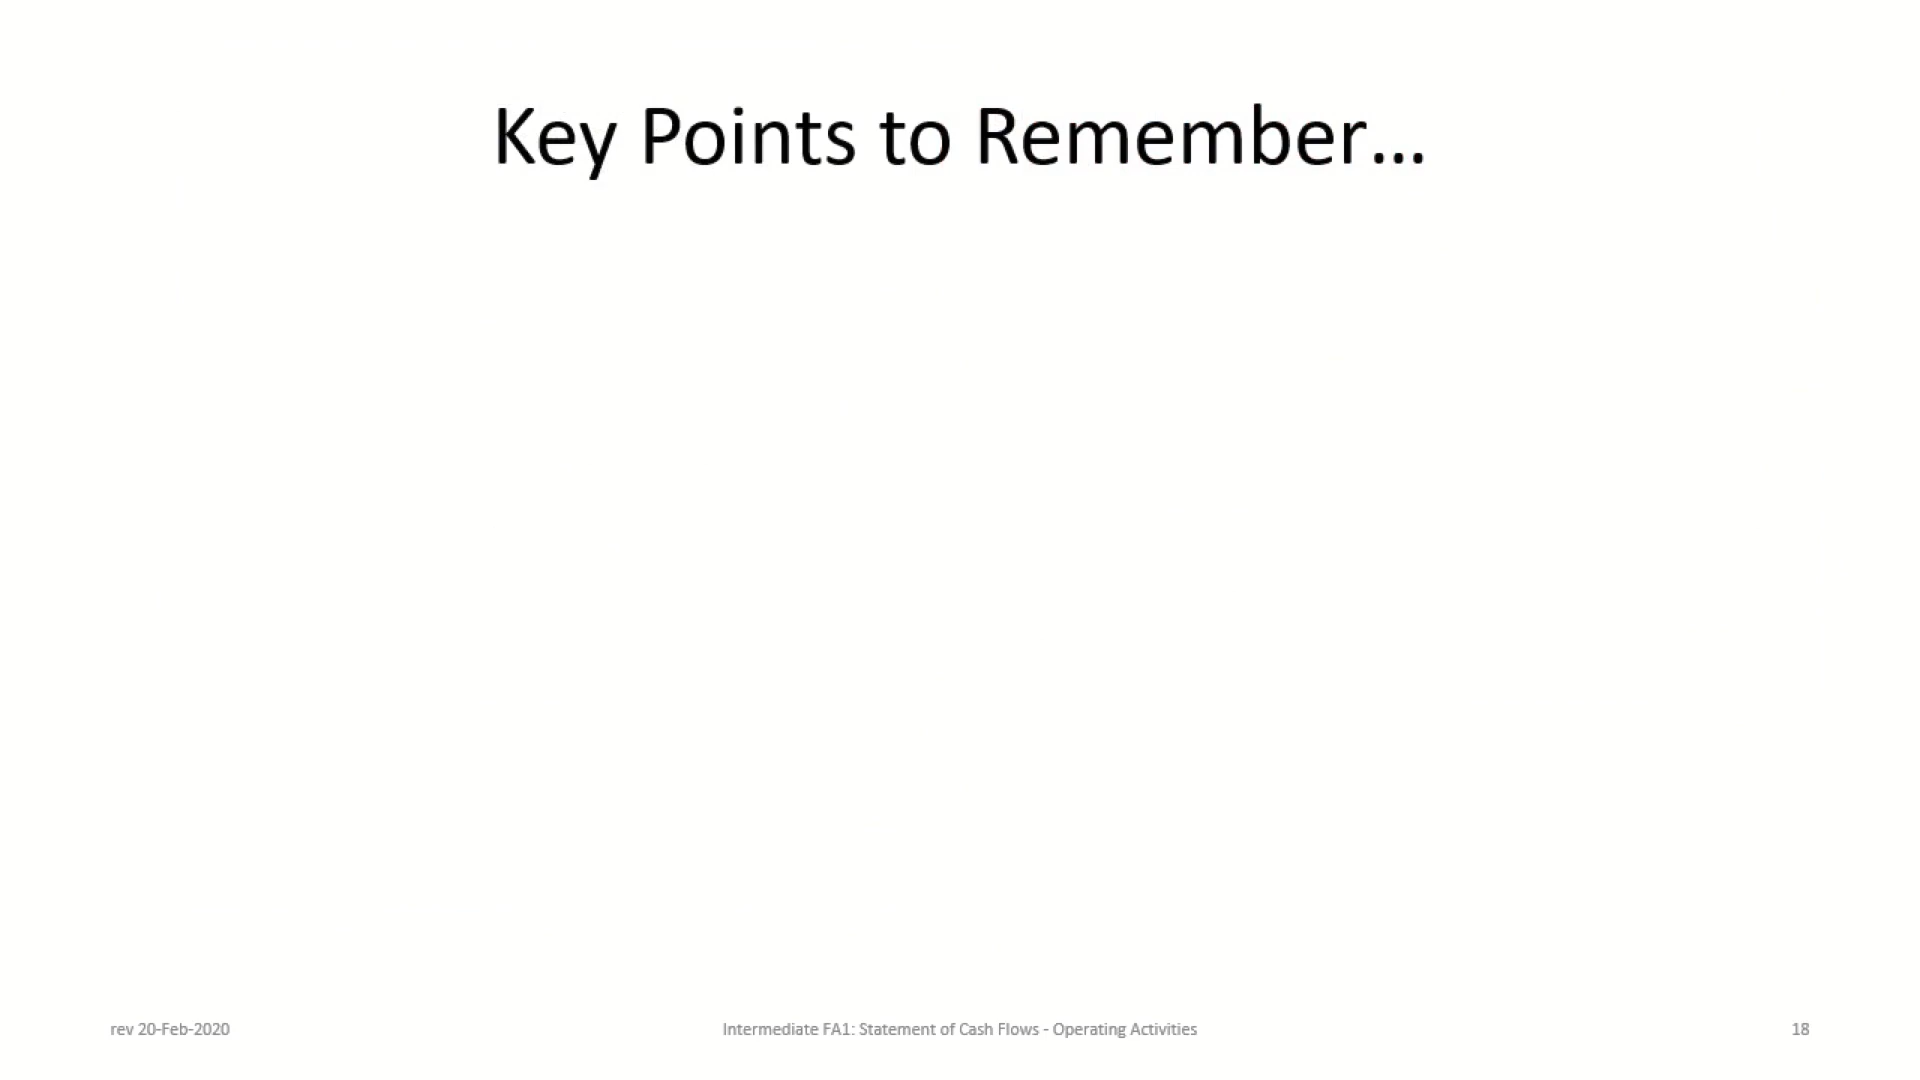 Key Points to Remember...
rev 20-Feb-2020
Intermediate FA1: Statement of Cash Flows - Operating Activities
18